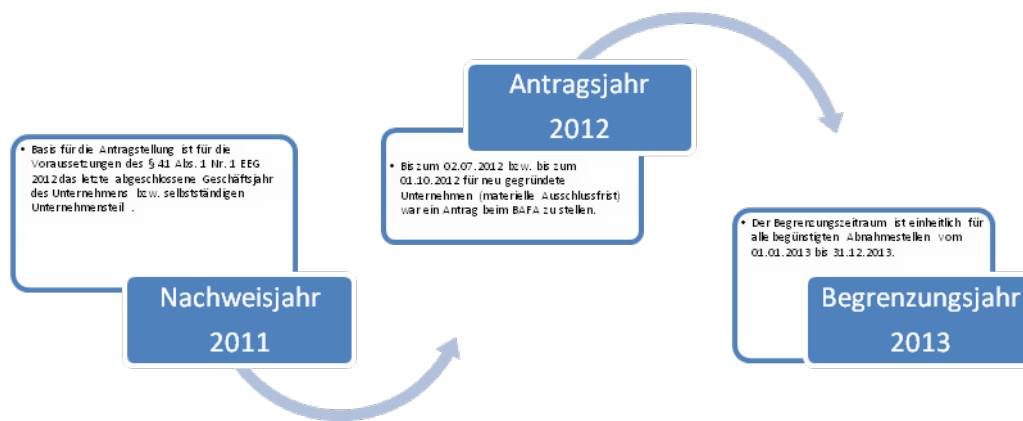 • Basis für die Antragstellung ist für die
Voraussetzungen des § 41 Abs. 1 Nr. 1 EEG
2012 das letzte abgeschlossene Geschäftsjahr
des Unternehmens bzw. selbstständigen
Unternehmensteil .
Nachweisjahr
2011
Antragsjahr
2012
• Bis zum 02.07.2012 bzw. bis zum
01.10.2012 für neu gegründete
Unternehmen (materielle Ausschlussfrist)
war ein Antrag beim BAFA zu stellen.
• Der Begrenzungszeitraum ist einheitlich für
alle begünstigten Abnahmestellen vom
01.01.2013 bis 31.12.2013.
Begrenzungsjahr
2013